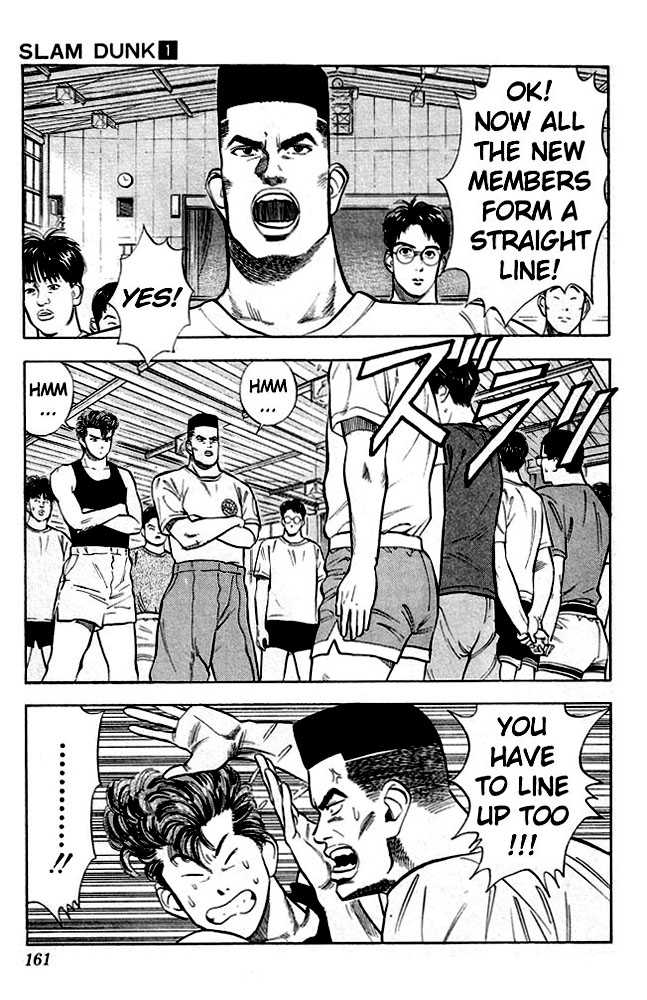 SLAM DUNK 1
OK!
NOW ALL
THE NEW
MEMBERS
FORM A
STRAIGHT
LINE!
YES!
HMM
...
HMM
...
ズラッ
YOU
HAVE
TO LINE
UP TOO
!!!
........
!!
161